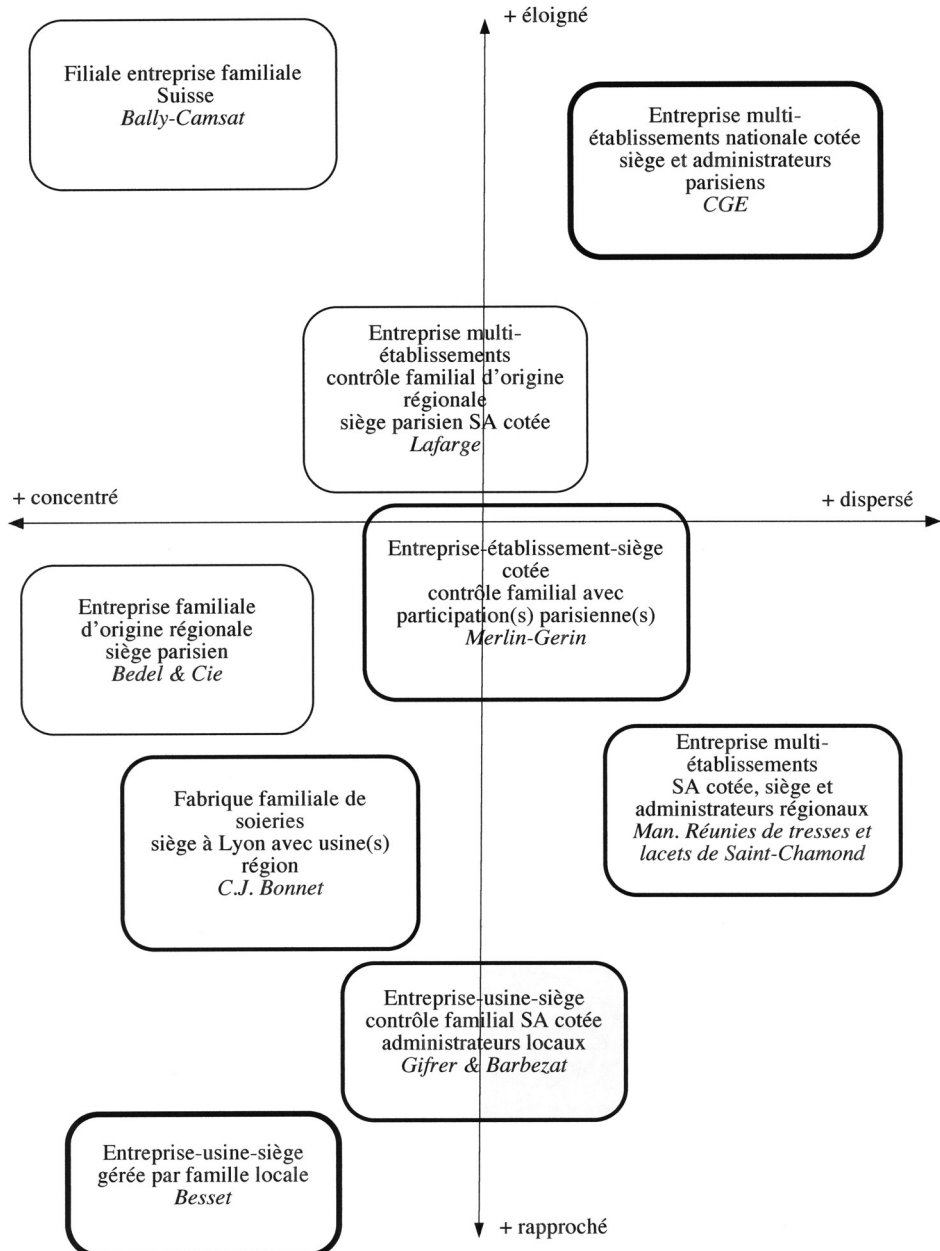 + éloigné
Filiale entreprise familiale
Suisse
Bally-Camsat
Entreprise multi-
établissements nationale cotée
siège et administrateurs
parisiens
CGE
Entreprise multi-
établissements
contrôle familial d'origine
régionale
siège parisien SA cotée
Lafarge
+ concentré
+ dispersé
Entreprise-établissement-siège
cotée
contrôle familial avec
participation(s) parisienne(s)
Merlin-Gerin
Entreprise familiale
d'origine régionale
siège parisien
Bedel & Cie
Entreprise multi-
établissements
SA cotée, siège et
administrateurs régionaux
Man. Réunies de tresses et
lacets de Saint-Chamond
Fabrique familiale de
soieries
siège à Lyon avec usine(s)
région
C.J. Bonnet
Entreprise-usine-siège
contrôle familial SA cotée
administrateurs locaux
Gifrer & Barbezat
Entreprise-usine-siège
gérée par famille locale
Besset
+ rapproché